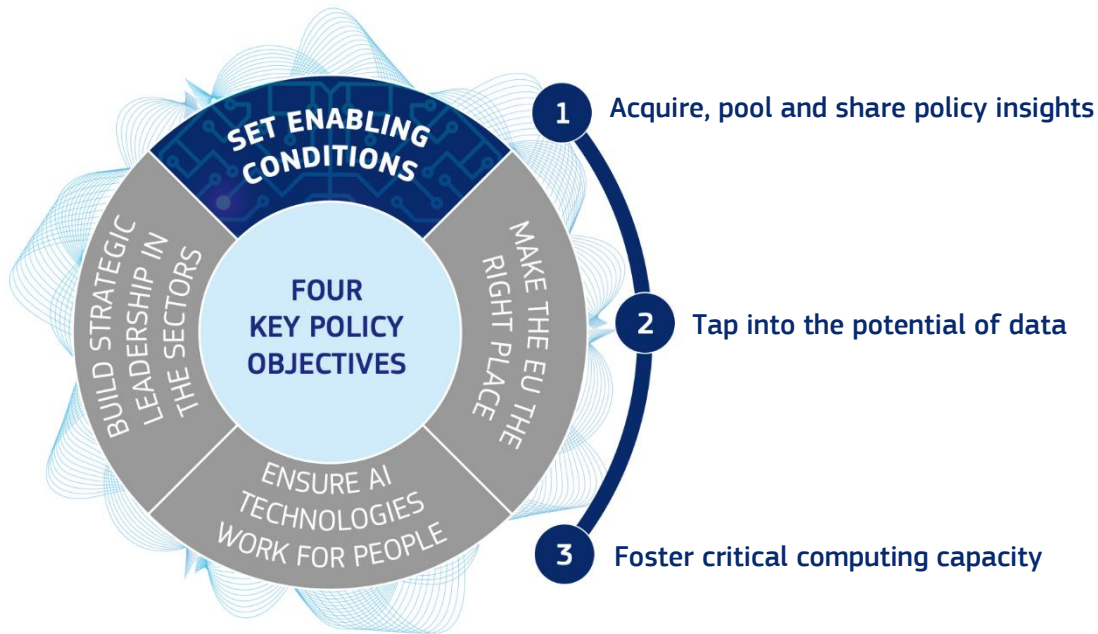 SET ENABLING
CONDITIONS
MAKE THE EU THE
RIGHT PLACE
ENSURE AI
TECHNOLOGIES
WORK FOR PEOPLE
BUILD STRATEGIC
LEADERSHIP IN
THE SECTORS
FOUR
KEY POLICY
OBJECTIVES
1 Acquire, pool and share policy insights
2 Tap into the potential of data
3 Foster critical computing capacity